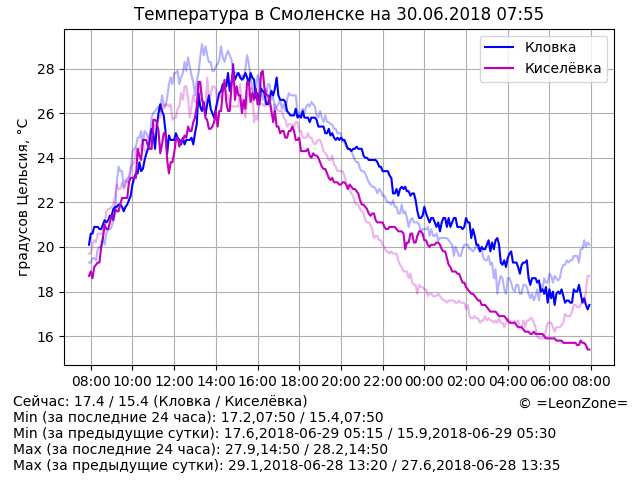 Температура в Смоленске на 30.06.2018 07:55
Кловка
Киселёвка
градусов Цельсия, °C
28
26
24
22
20
18
16
08:00 10:00 12:00 14:00 16:00 18:00 20:00 22:00 00:00 02:00 04:00 06:00 08:00
Сейчас: 17.4 / 15.4 (Кловка / Киселёвка)
© =LeonZone=
Min (за последние 24 часа): 17.2,07:50 / 15.4,07:50
Min (за предыдущие сутки): 17.6,2018-06-29 05:15 / 15.9,2018-06-29 05:30
Max (за последние 24 часа): 27.9,14:50 / 28.2,14:50
Max (за предыдущие сутки): 29.1,2018-06-28 13:20 / 27.6,2018-06-28 13:35